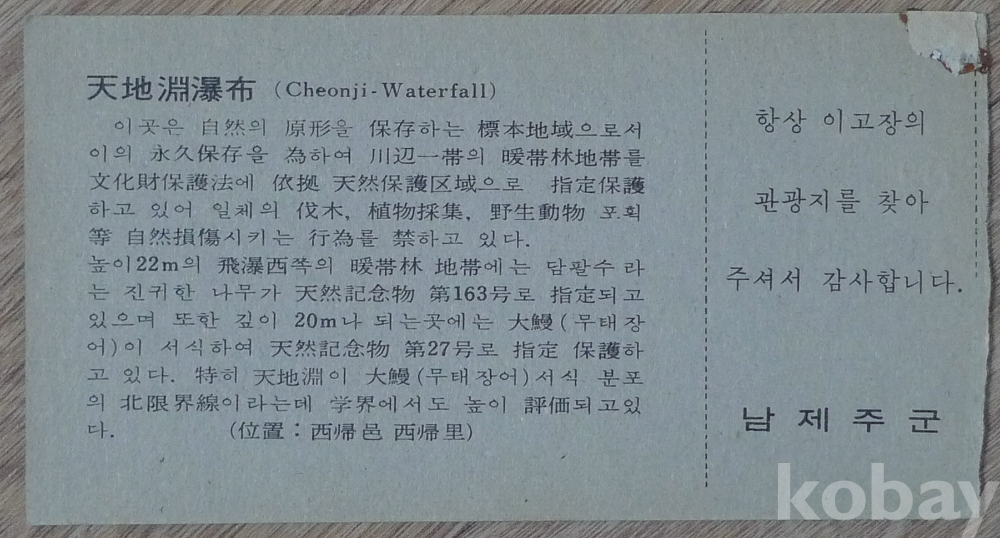 天地淵瀑布 (Cheonji-Waterfall)
이곳은 自然의 原形을 保存하는 標本地域으로서
이의 永久保存을 為하여 川辺一帯의 暖帯林地帯를
文化財保護法에 依拠 天然保護区域으로 指定保護
하고 있어 일체의 伐木, 植物採集, 野生動物 포획
等 自然損傷시키는 行為를 禁하고 있다.
높이22m의 飛瀑西쪽의 暖帯林 地帯에는 담팔수 라
는 진귀한 나무가 天然記念物 第163号로 指定되고
있으며 또한 깊이 20m나 되는곳에는 大鰻(무태장
어)이 서식하여 天然記念物 第27号로 指定 保護하
고 있다. 特히 天地淵이 大鰻(무태장어)서식 분포
의 北限界線이라는데 学界에서도 높이 評価되고있
다. (位置：西帰邑 西帰里)
항상 이고장의
관광지를 찾아
주셔서 감사합니다.
남제주군
kobay